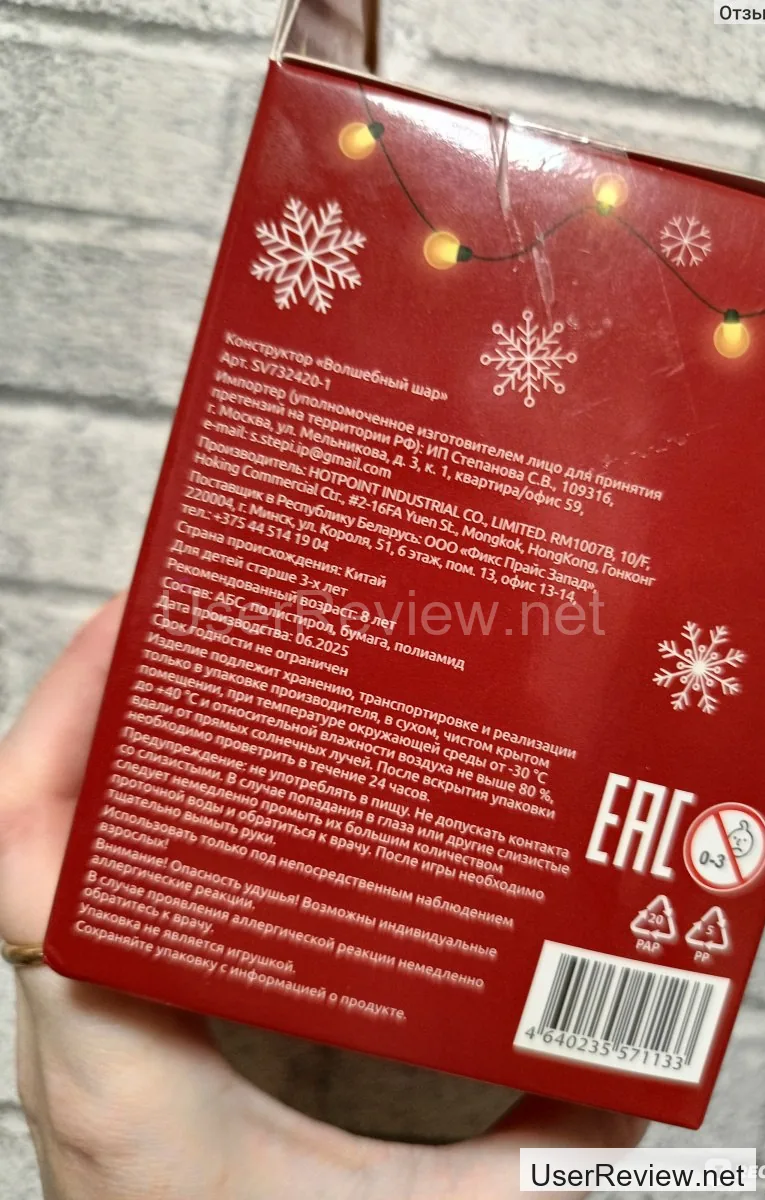 Отзы
Конструктор «Волшебный шар»
Арт. SV732420-1
Импортер (уполномоченное изготовителем лицо для принятия
претензий на территории РФ): ИП Степанова С.В., 109316,
г. Москва, ул. Мельникова, д. 3, к. 1, квартира/офис 59,
e-mail: s.stepi.ip@gmail.com
Производитель: HOTPOINT INDUSTRIAL CO., LIMITED. RM1007B, 10/F,
Hoking Commercial Ctr., #2-16FA Yuen St., Mongkok, HongKong, Гонконг
Поставщик в Республику Беларусь: ООО «Фикс Прайс Запад»,
220004, г. Минск, ул. Короля, 51, 6 этаж, пом. 13, офис 13-14,
тел.: +375 44 514 19 04
Страна происхождения: Китай
Для детей старше 3-х лет
Рекомендованный возраст: 8 лет
Состав: АБС, полистирол, бумага, полиамид
Дата производства: 06.2025
Срок годности не ограничен
Изделие подлежит хранению, транспортировке и реализации
только в упаковке производителя, в сухом, чистом крытом
помещении, при температуре окружающей среды от -30 °C
до +40 °C и относительной влажности воздуха не выше 80 %,
вдали от прямых солнечных лучей. После вскрытия упаковки
необходимо проветрить в течение 24 часов.
Предупреждение: не употреблять в пищу. Не допускать контакта
со слизистыми. В случае попадания в глаза или другие слизистые
следует немедленно промыть их большим количеством
проточной воды и обратиться к врачу. После игры необходимо
тщательно вымыть руки.
Использовать только под непосредственным наблюдением
взрослых!
Внимание! Опасность удушья! Возможны индивидуальные
аллергические реакции.
В случае проявления аллергической реакции немедленно
обратитесь к врачу.
Упаковка не является игрушкой.
Сохраняйте упаковку с информацией о продукте.
UserReview.net
EAC
0-3
20
PAP
5
PP
4 640235 571133
UserReview.net